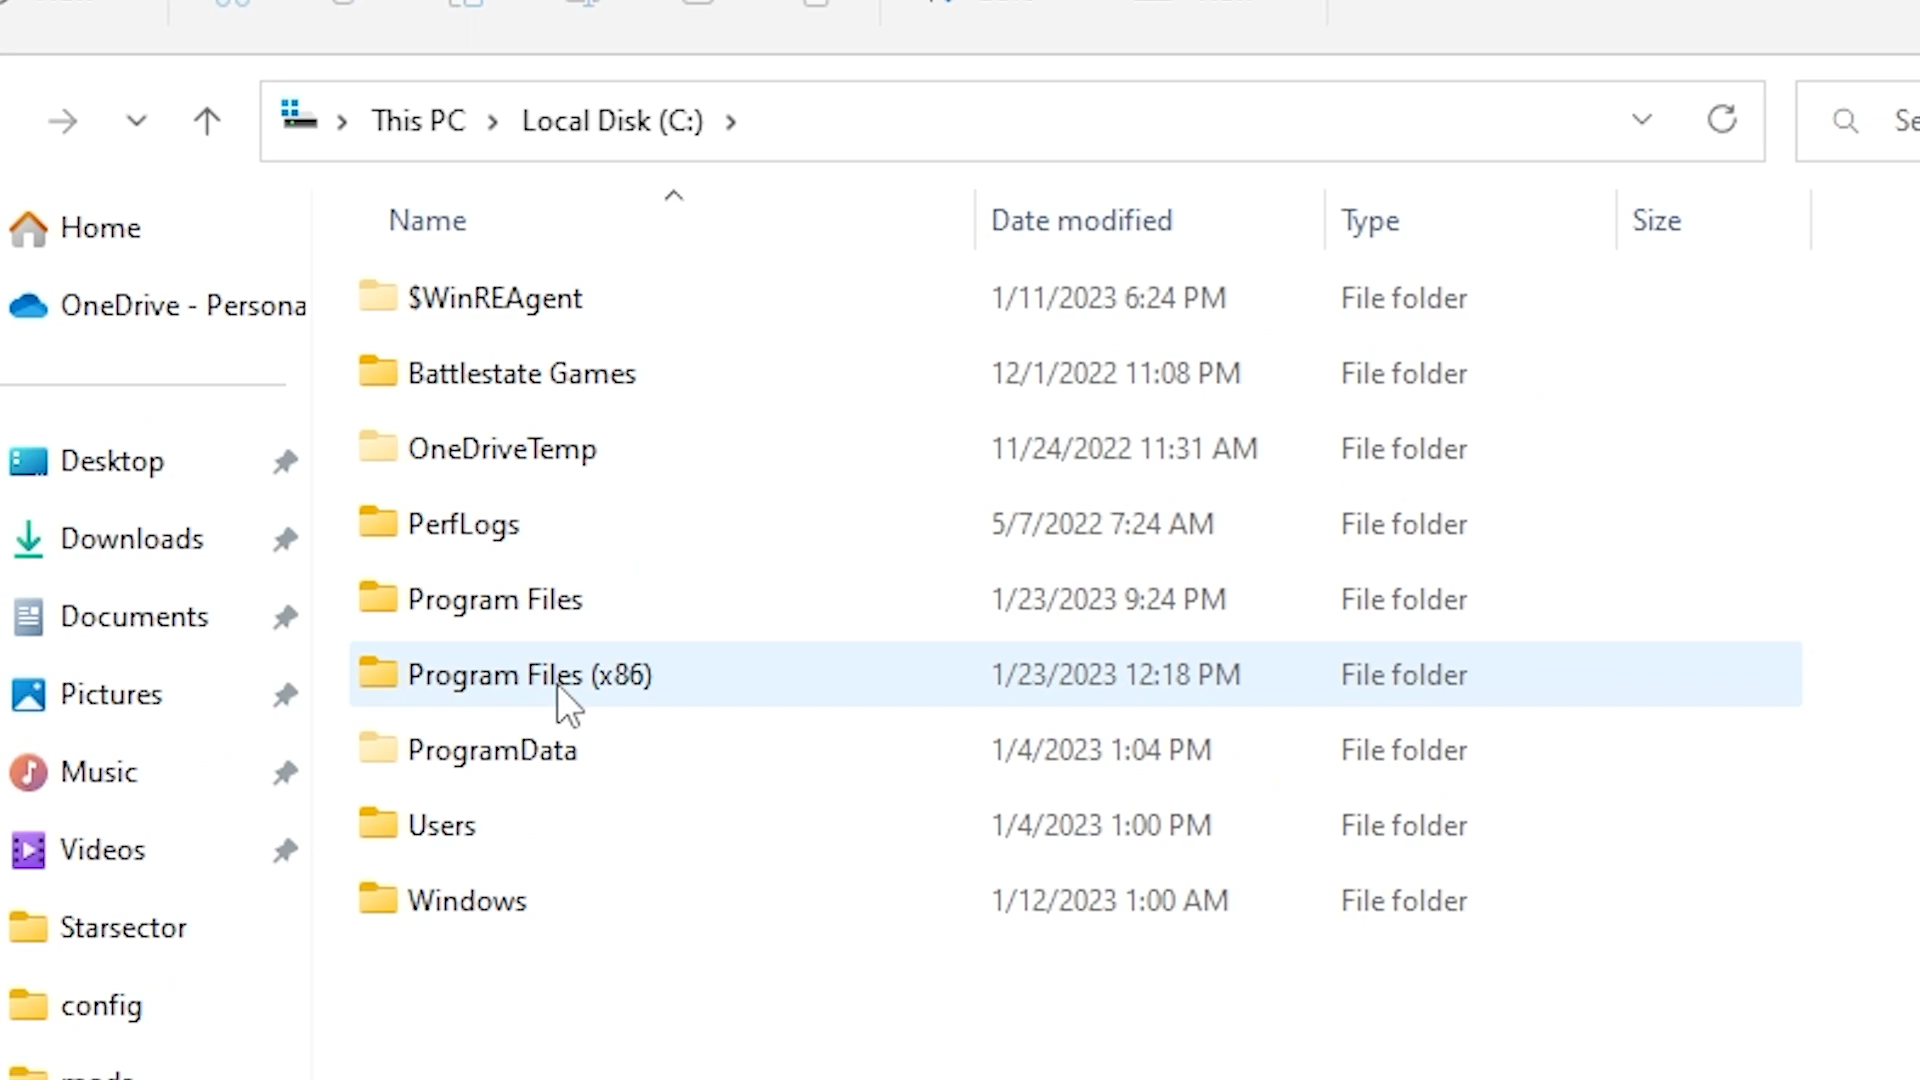 This PC > Local Disk (C:) >
Home
OneDrive - Persona
Desktop
Downloads
Documents
Pictures
Music
Videos
Starsector
config
Name Date modified Type Size
$WinREAgent 1/11/2023 6:24 PM File folder
Battlestate Games 12/1/2022 11:08 PM File folder
OneDriveTemp 11/24/2022 11:31 AM File folder
PerfLogs 5/7/2022 7:24 AM File folder
Program Files 1/23/2023 9:24 PM File folder
Program Files (x86) 1/23/2023 12:18 PM File folder
ProgramData 1/4/2023 1:04 PM File folder
Users 1/4/2023 1:00 PM File folder
Windows 1/12/2023 1:00 AM File folder